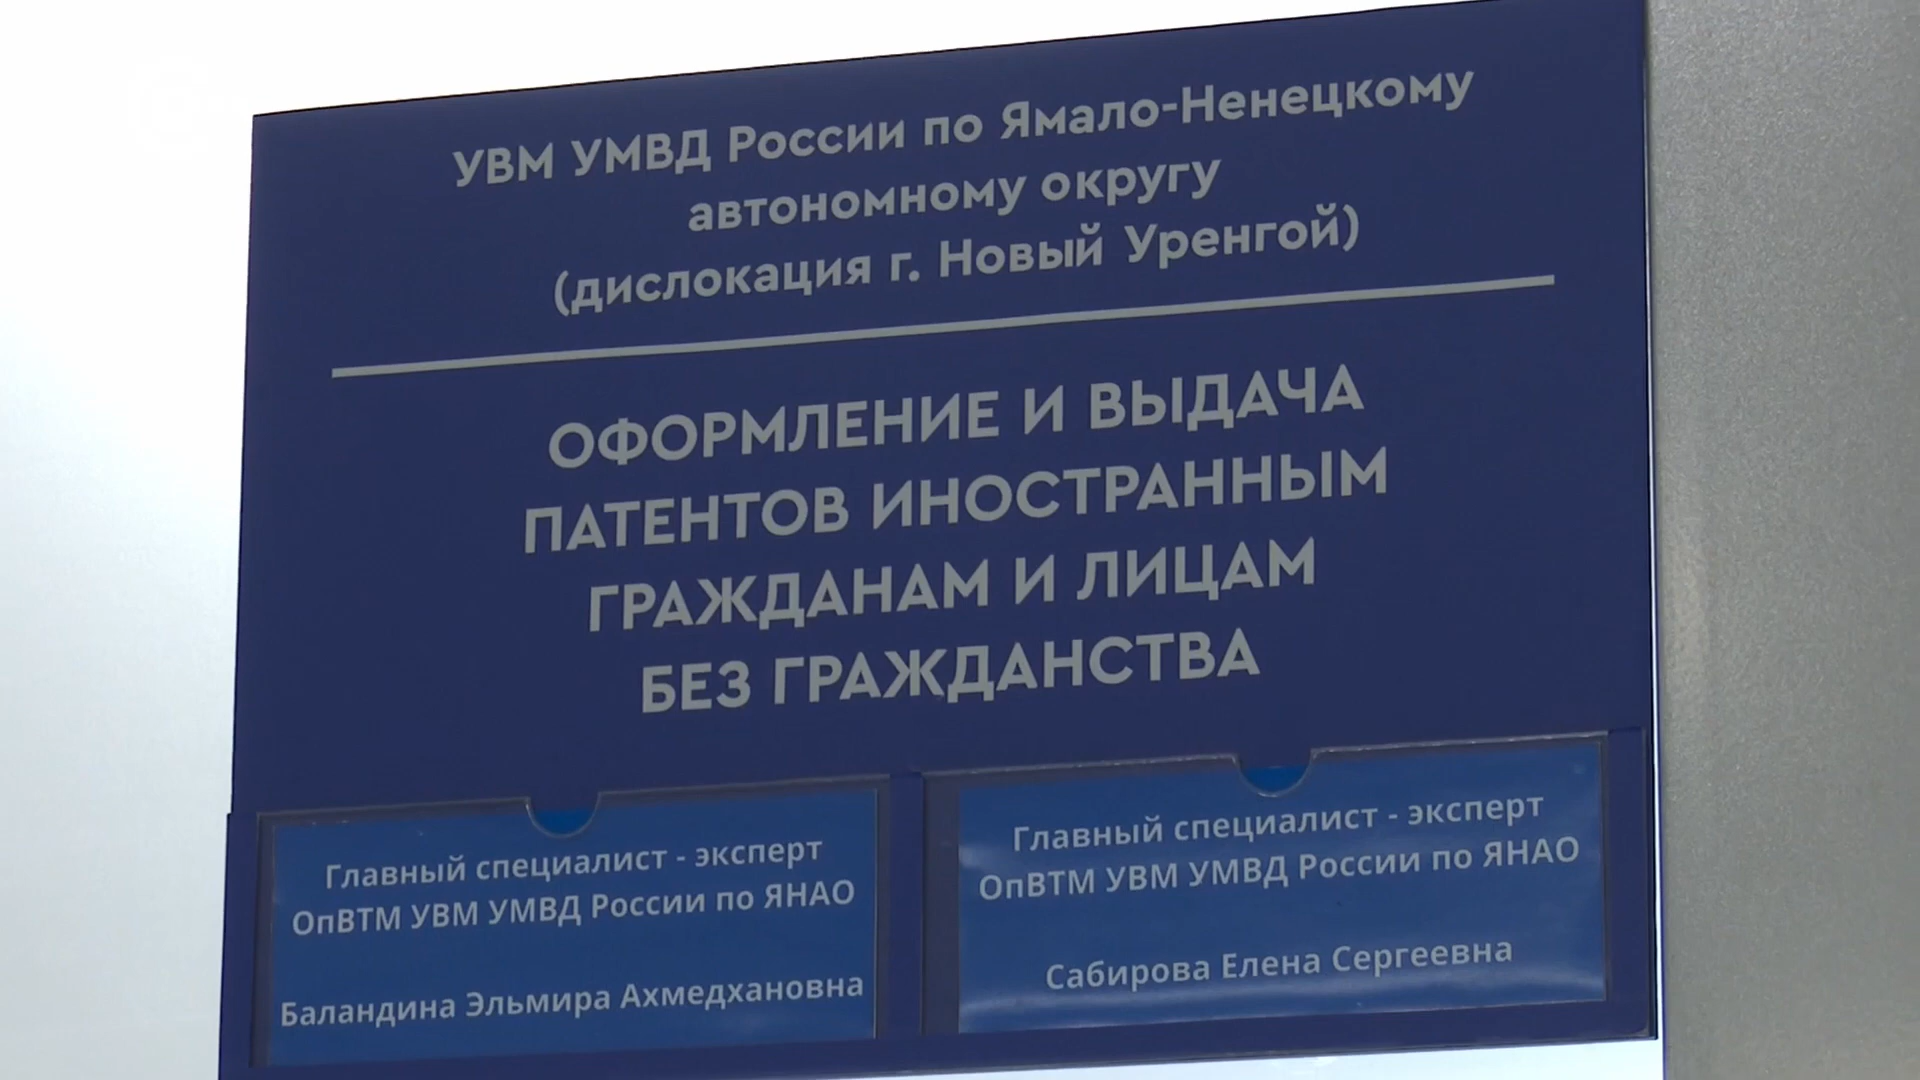 УВМ УМВД России по Ямало-Ненецкому
автономному округу
(дислокация г. Новый Уренгой)
ОФОРМЛЕНИЕ И ВЫДАЧА
ПАТЕНТОВ ИНОСТРАННЫМ
ГРАЖДАНАМ И ЛИЦАМ
БЕЗ ГРАЖДАНСТВА
Главный специалист - эксперт
ОпВТМ УВМ УМВД России по ЯНАО
Баландина Эльмира Ахмедхановна
Главный специалист - эксперт
ОпВТМ УВМ УМВД России по ЯНАО
Сабирова Елена Сергеевна